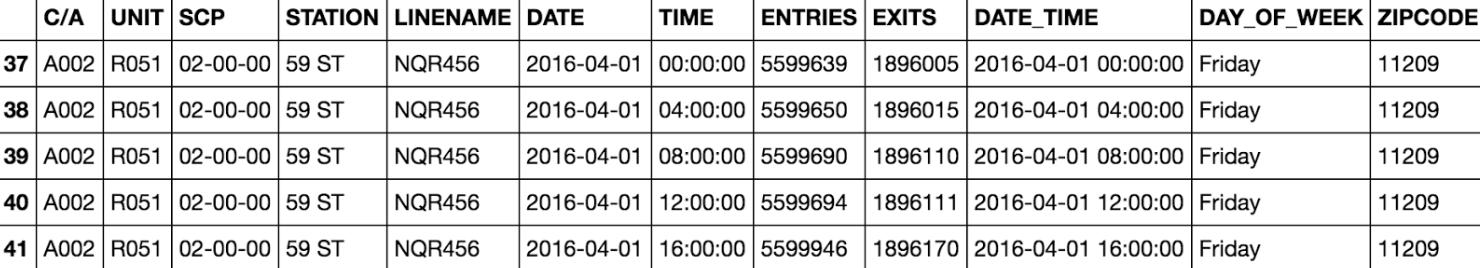 C/A UNIT SCP STATION LINENAME DATE TIME ENTRIES EXITS DATE_TIME DAY_OF_WEEK ZIPCODE
37 A002 R051 02-00-00 59 ST NQR456 2016-04-01 00:00:00 5599639 1896005 2016-04-01 00:00:00 Friday 11209
38 A002 R051 02-00-00 59 ST NQR456 2016-04-01 04:00:00 5599650 1896015 2016-04-01 04:00:00 Friday 11209
39 A002 R051 02-00-00 59 ST NQR456 2016-04-01 08:00:00 5599690 1896110 2016-04-01 08:00:00 Friday 11209
40 A002 R051 02-00-00 59 ST NQR456 2016-04-01 12:00:00 5599694 1896111 2016-04-01 12:00:00 Friday 11209
41 A002 R051 02-00-00 59 ST NQR456 2016-04-01 16:00:00 5599946 1896170 2016-04-01 16:00:00 Friday 11209